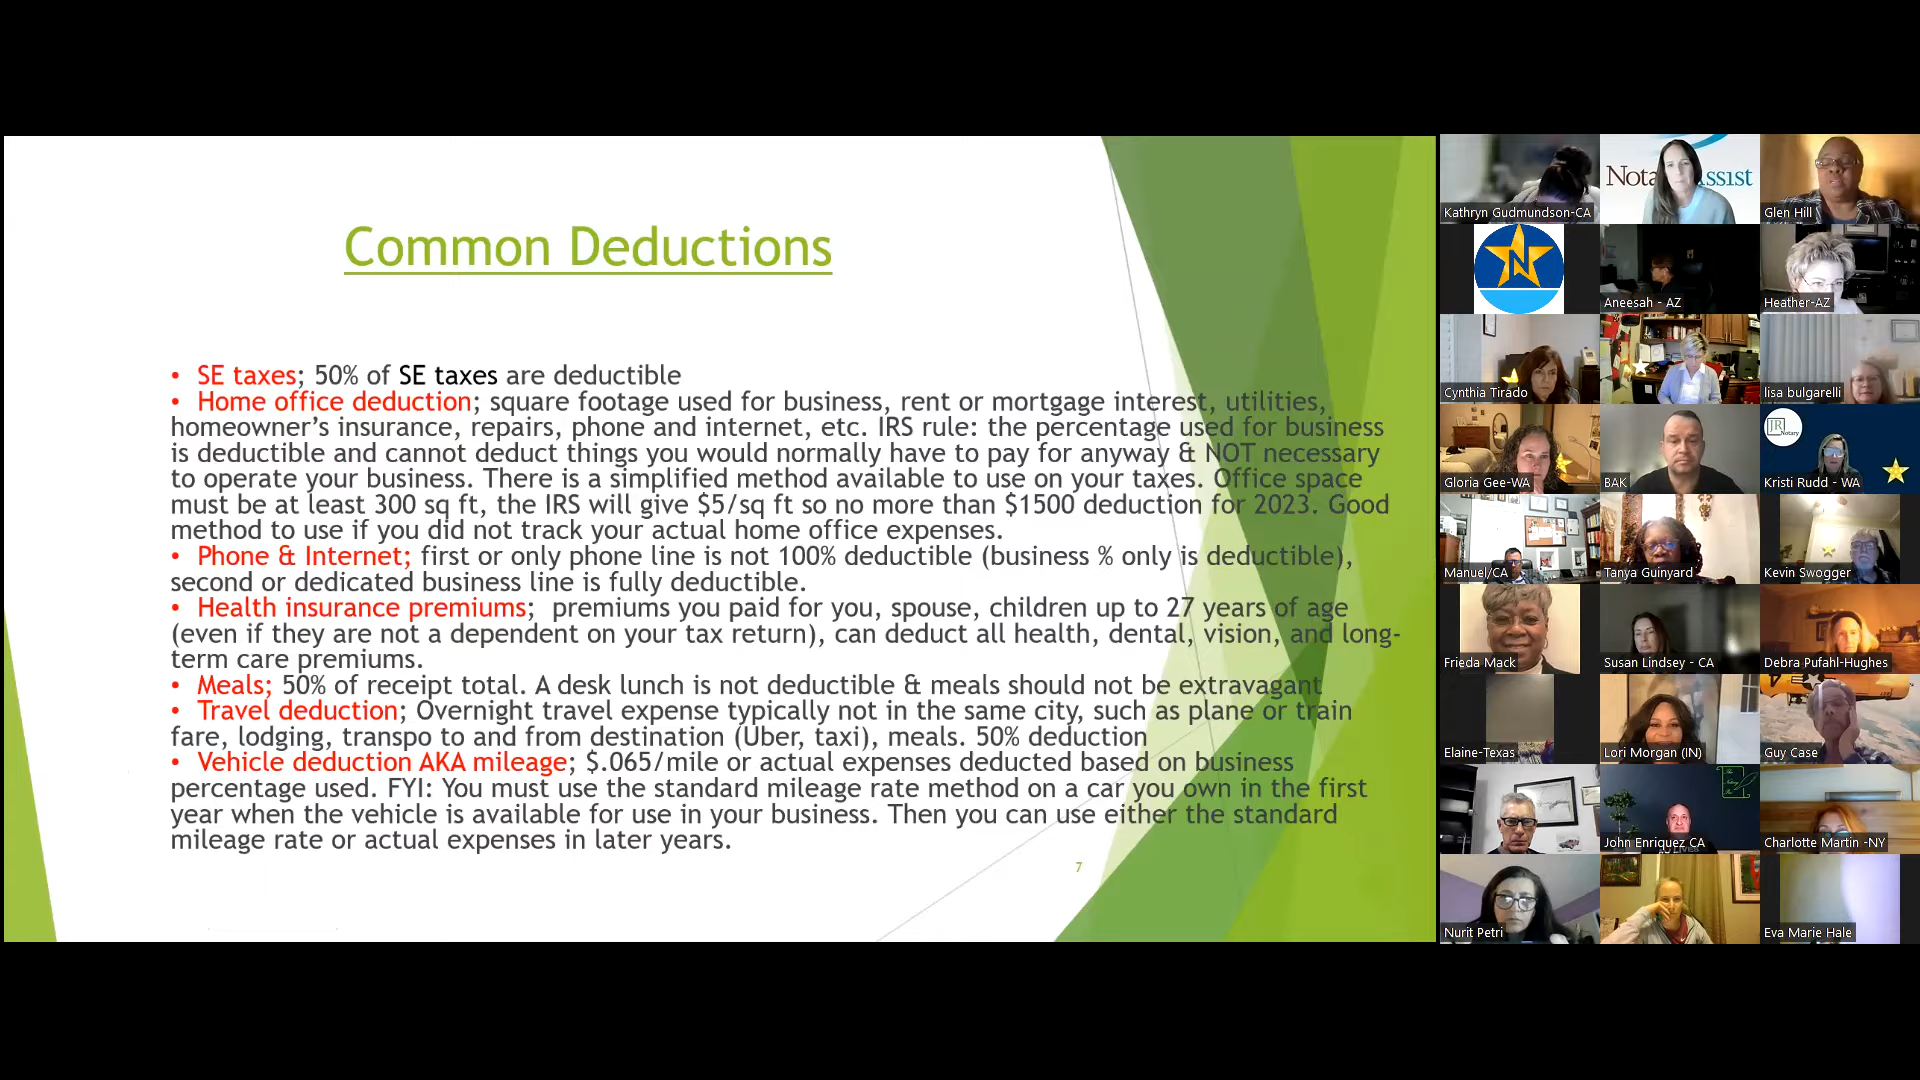 Common Deductions
• SE taxes; 50% of SE taxes are deductible
• Home office deduction; square footage used for business, rent or mortgage interest, utilities,
homeowner’s insurance, repairs, phone and internet, etc. IRS rule: the percentage used for business
is deductible and cannot deduct things you would normally have to pay for anyway & NOT necessary
to operate your business. There is a simplified method available to use on your taxes. Office space
must be at least 300 sq ft, the IRS will give $5/sq ft so no more than $1500 deduction for 2023. Good
method to use if you did not track your actual home office expenses.
• Phone & Internet; first or only phone line is not 100% deductible (business % only is deductible),
second or dedicated business line is fully deductible.
• Health insurance premiums; premiums you paid for you, spouse, children up to 27 years of age
(even if they are not a dependent on your tax return), can deduct all health, dental, vision, and long-
term care premiums.
• Meals; 50% of receipt total. A desk lunch is not deductible & meals should not be extravagant
• Travel deduction; Overnight travel expense typically not in the same city, such as plane or train
fare, lodging, transpo to and from destination (Uber, taxi), meals. 50% deduction
• Vehicle deduction AKA mileage; $.065/mile or actual expenses deducted based on business
percentage used. FYI: You must use the standard mileage rate method on a car you own in the first
year when the vehicle is available for use in your business. Then you can use either the standard
mileage rate or actual expenses in later years.
7
Kathryn Gudmundson-CA
Nota ssist
Glen Hill
N
Aneesah - AZ
Heather-AZ
Cynthia Tirado
lisa bulgarelli
Gloria Gee-WA
BAK
JR
Notary
Kristi Rudd - WA
Manuel/CA
Tanya Guinyard
Kevin Swogger
Frieda Mack
Susan Lindsey - CA
Debra Pufahl-Hughes
Elaine-Texas
Lori Morgan (IN)
Guy Case
John Enriquez CA
Charlotte Martin -NY
Nurit Petri
Eva Marie Hale